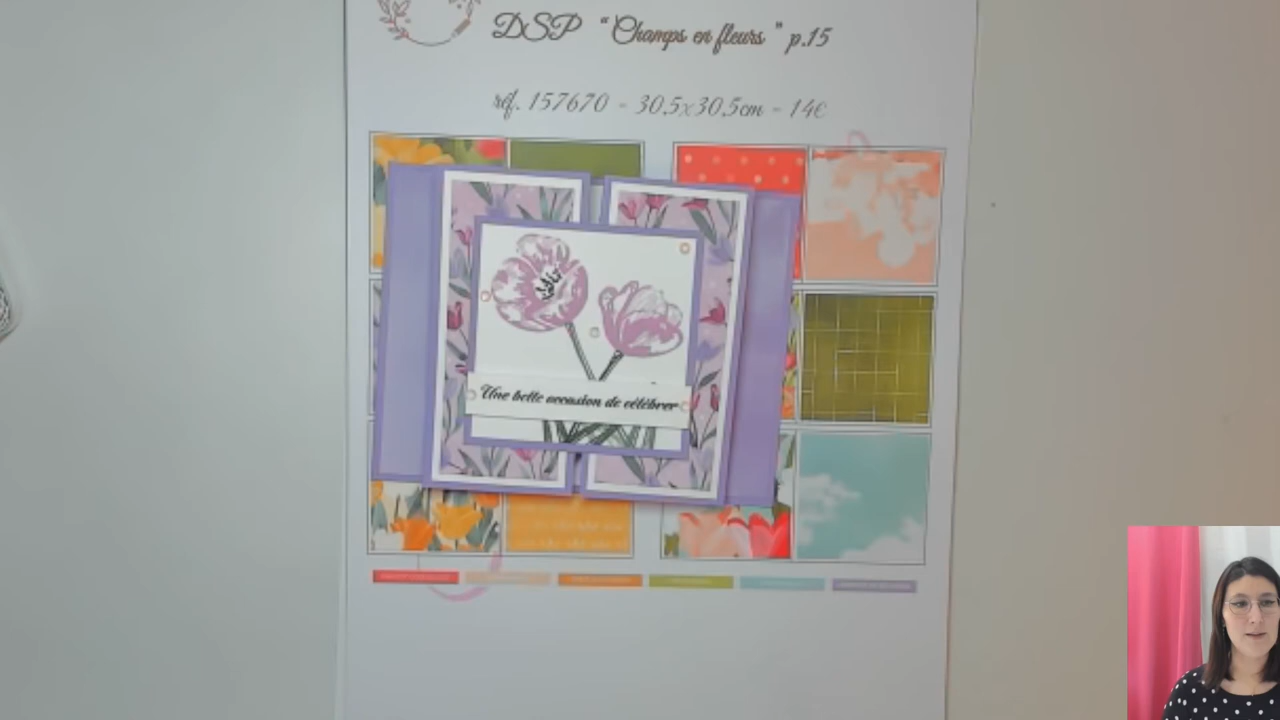 DSP "Champs en fleurs" p.15
réf. 157670 - 30,5x30,5cm - 14€
Une belle occasion de célébrer